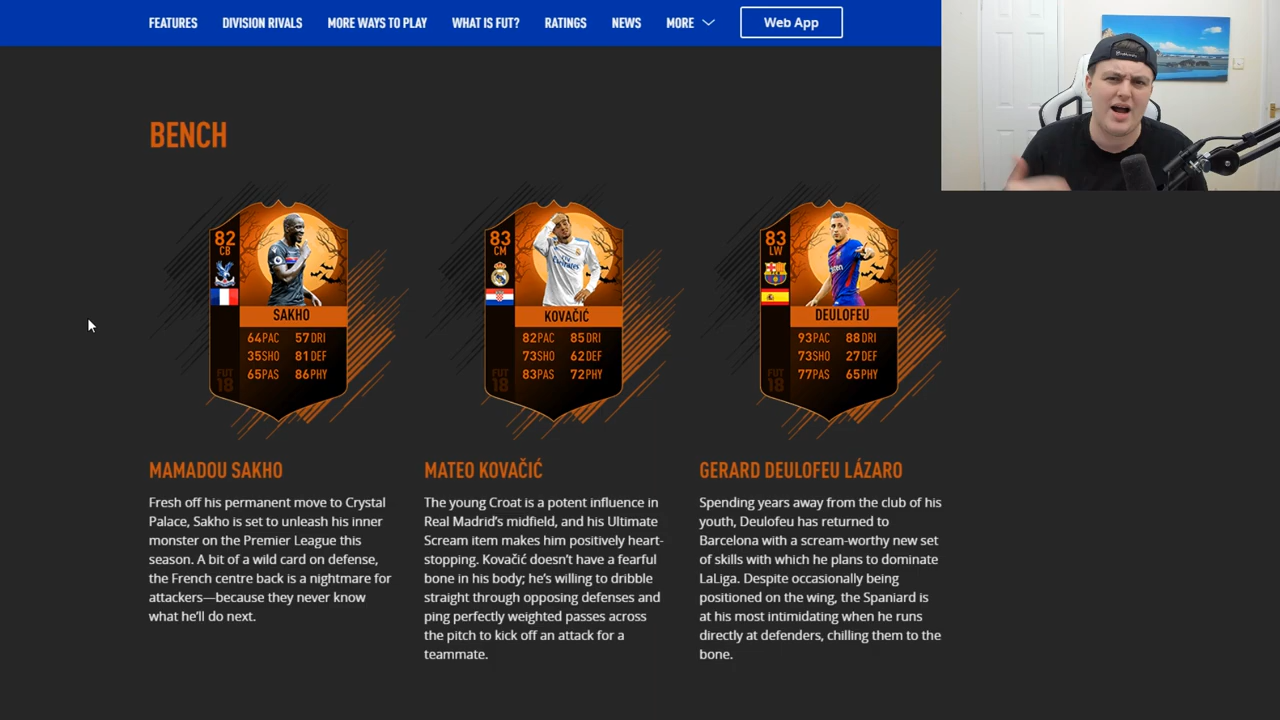 FEATURES DIVISION RIVALS MORE WAYS TO PLAY WHAT IS FUT? RATINGS NEWS MORE Web App
BENCH
82
CB
SAKHO
64PAC 57DRI
35SHO 81DEF
65PAS 86PHY
FUT
18
83
CM
KOVAČIĆ
82PAC 85DRI
73SHO 62DEF
83PAS 72PHY
FUT
18
83
LW
DEULOFEU
93PAC 88DRI
73SHO 27DEF
77PAS 65PHY
FUT
18
MAMADOU SAKHO
Fresh off his permanent move to Crystal
Palace, Sakho is set to unleash his inner
monster on the Premier League this
season. A bit of a wild card on defense,
the French centre back is a nightmare for
attackers—because they never know
what he'll do next.
MATEO KOVAČIĆ
The young Croat is a potent influence in
Real Madrid's midfield, and his Ultimate
Scream item makes him positively heart-
stopping. Kovačić doesn't have a fearful
bone in his body; he's willing to dribble
straight through opposing defenses and
ping perfectly weighted passes across
the pitch to kick off an attack for a
teammate.
GERARD DEULOFEU LÁZARO
Spending years away from the club of his
youth, Deulofeu has returned to
Barcelona with a scream-worthy new set
of skills with which he plans to dominate
LaLiga. Despite occasionally being
positioned on the wing, the Spaniard is
at his most intimidating when he runs
directly at defenders, chilling them to the
bone.